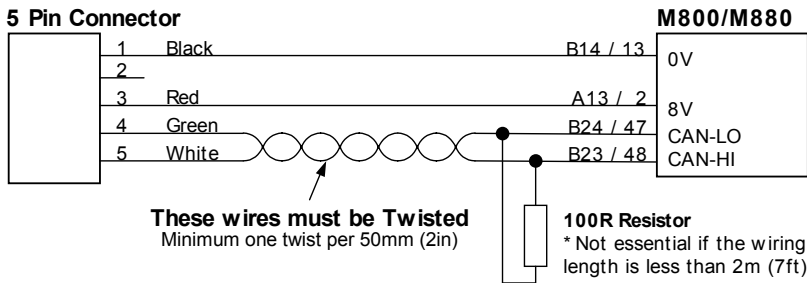 5 Pin Connector
M800/M880
1 Black B14 / 13 0V
2
3 Red A13 / 2 8V
4 Green B24 / 47 CAN-LO
5 White B23 / 48 CAN-HI
These wires must be Twisted
Minimum one twist per 50mm (2in)
100R Resistor
* Not essential if the wiring
length is less than 2m (7ft)